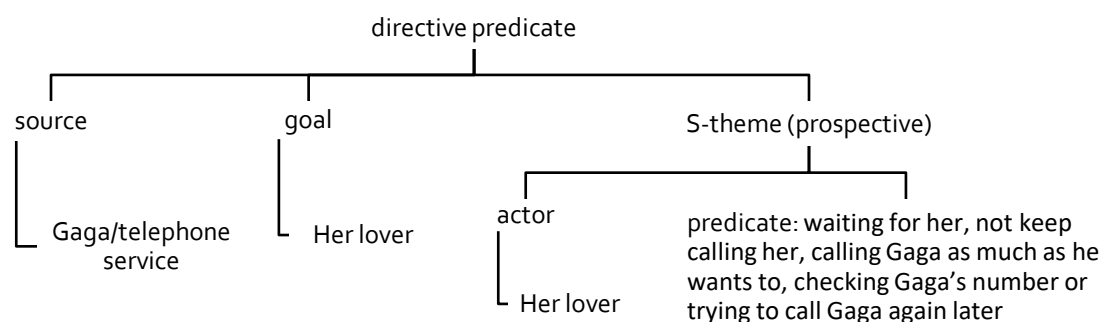 directive predicate
source
goal
S-theme (prospective)
actor
Gaga/telephone
service
Her lover
Her lover
predicate: waiting for her, not keep
calling her, calling Gaga as much as he
wants to, checking Gaga's number or
trying to call Gaga again later